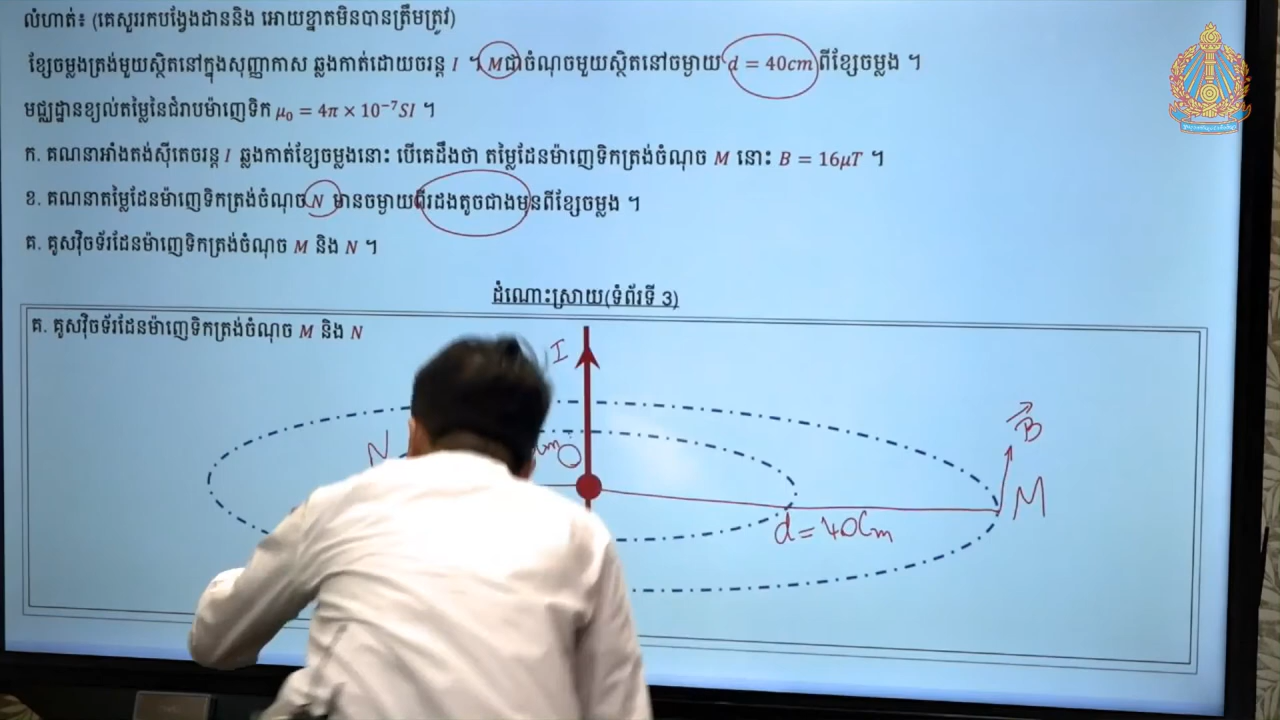 លំហាត់៖ (គេសួររកបង្វែងដាននិង អោយខ្នាតមិនបានត្រឹមត្រូវ)
ខ្សែចម្លងត្រង់មួយស្ថិតនៅក្នុងសុញ្ញាកាស ឆ្លងកាត់ដោយចរន្ត I ។ M ជាចំណុចមួយស្ថិតនៅចម្ងាយ d = 40cm ពីខ្សែចម្លង ។
មជ្ឈដ្ឋានខ្យល់តម្លៃនៃជំរាបម៉ាញេទិក μ₀ = 4π × 10⁻⁷SI ។
ក. គណនាអាំងតង់ស៊ីតេចរន្ត I ឆ្លងកាត់ខ្សែចម្លងនោះ បើគេដឹងថា តម្លៃដែនម៉ាញេទិកត្រង់ចំណុច M នោះ B = 16μT ។
ខ. គណនាតម្លៃដែនម៉ាញេទិកត្រង់ចំណុច N មានចម្ងាយពីរដងតូចជាងមុនពីខ្សែចម្លង ។
គ. គូសវ៉ិចទ័រដែនម៉ាញេទិកត្រង់ចំណុច M និង N ។
ដំណោះស្រាយ(ទំព័រទី 3)
គ. គូសវ៉ិចទ័រដែនម៉ាញេទិកត្រង់ចំណុច M និង N
I
B⃗
N
cm O
M
d = 40Cm